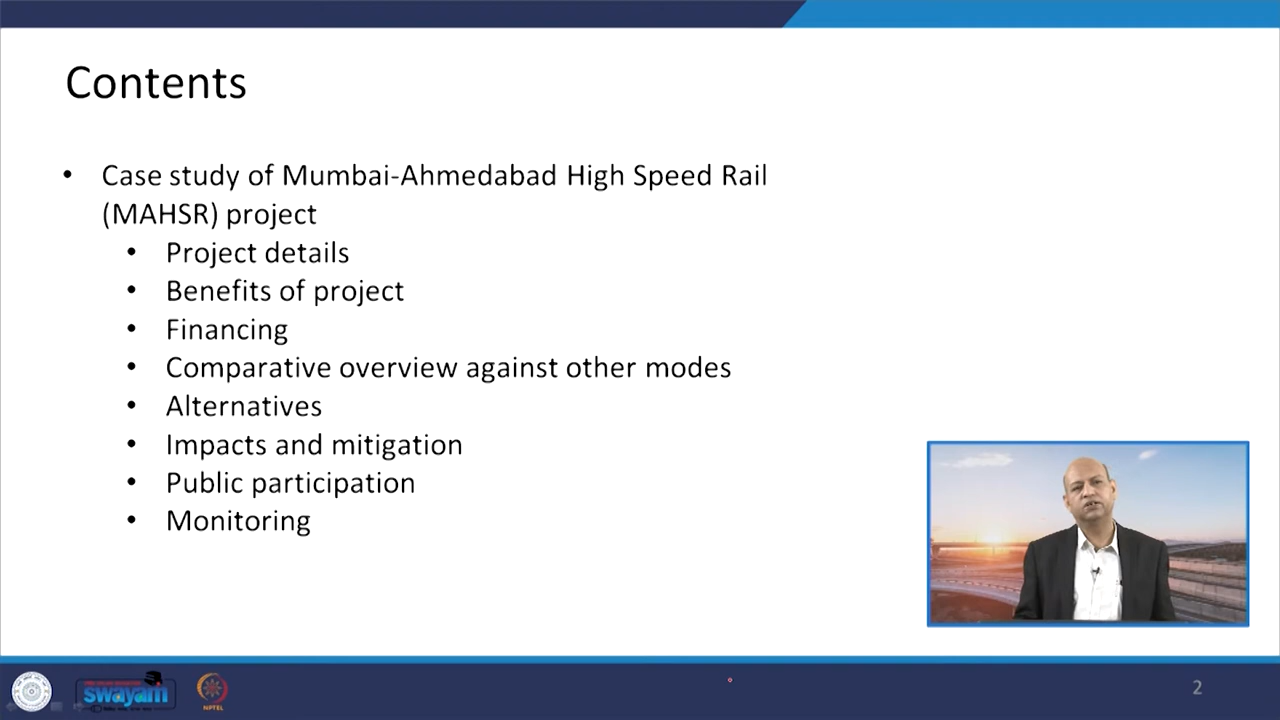 Contents
• Case study of Mumbai-Ahmedabad High Speed Rail
(MAHSR) project
• Project details
• Benefits of project
• Financing
• Comparative overview against other modes
• Alternatives
• Impacts and mitigation
• Public participation
• Monitoring
swayam
NPTEL
2